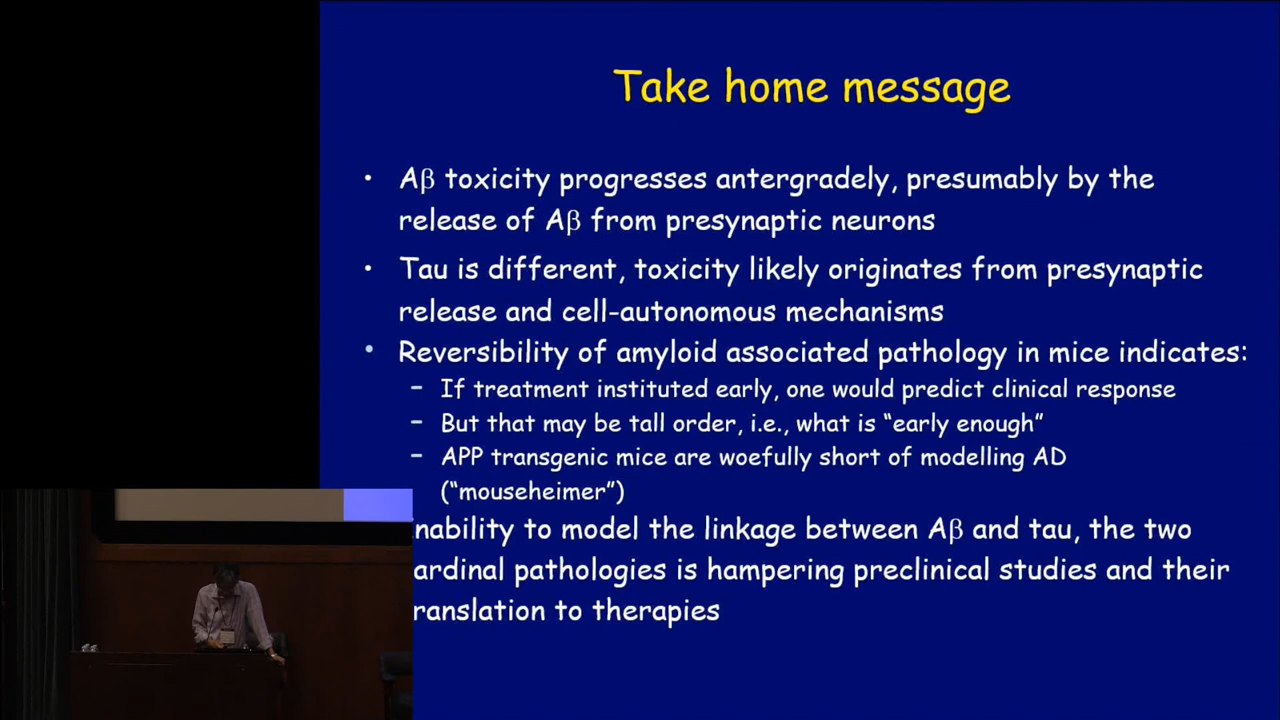 Take home message
• Aβ toxicity progresses antergradely, presumably by the
release of Aβ from presynaptic neurons
• Tau is different, toxicity likely originates from presynaptic
release and cell-autonomous mechanisms
• Reversibility of amyloid associated pathology in mice indicates:
– If treatment instituted early, one would predict clinical response
– But that may be tall order, i.e., what is “early enough”
– APP transgenic mice are woefully short of modelling AD
(“mouseheimer”)
nability to model the linkage between Aβ and tau, the two
ardinal pathologies is hampering preclinical studies and their
ranslation to therapies